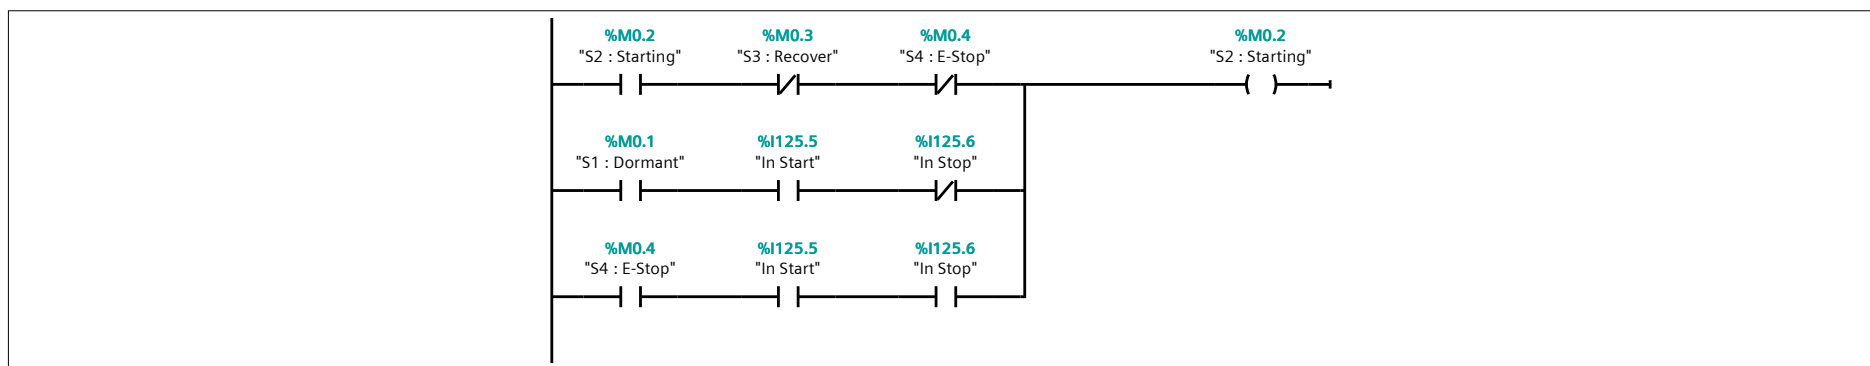 %M0.2 %M0.3 %M0.4 %M0.2
"S2 : Starting" "S3 : Recover" "S4 : E-Stop" "S2 : Starting"
%M0.1 %I125.5 %I125.6
"S1 : Dormant" "In Start" "In Stop"
%M0.4 %I125.5 %I125.6
"S4 : E-Stop" "In Start" "In Stop"